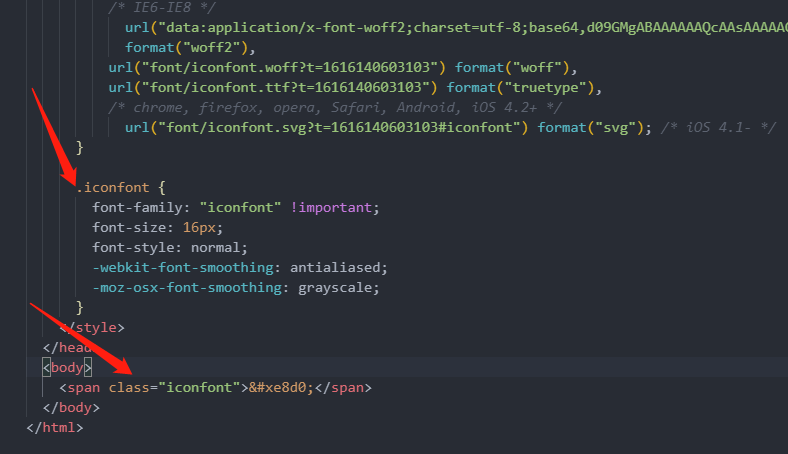 /* IE6-IE8 */
url("data:application/x-font-woff2;charset=utf-8;base64,d09GMgABAAAAAAQcAAsAAAAA
format("woff2"),
url("font/iconfont.woff?t=1616140603103") format("woff"),
url("font/iconfont.ttf?t=1616140603103") format("truetype"),
/* chrome, firefox, opera, Safari, Android, iOS 4.2+ */
url("font/iconfont.svg?t=1616140603103#iconfont") format("svg"); /* iOS 4.1- */
}
.iconfont {
font-family: "iconfont" !important;
font-size: 16px;
font-style: normal;
-webkit-font-smoothing: antialiased;
-moz-osx-font-smoothing: grayscale;
}
</style>
</head>
<body>
<span class="iconfont">&#xe8d0;</span>
</body>
</html>